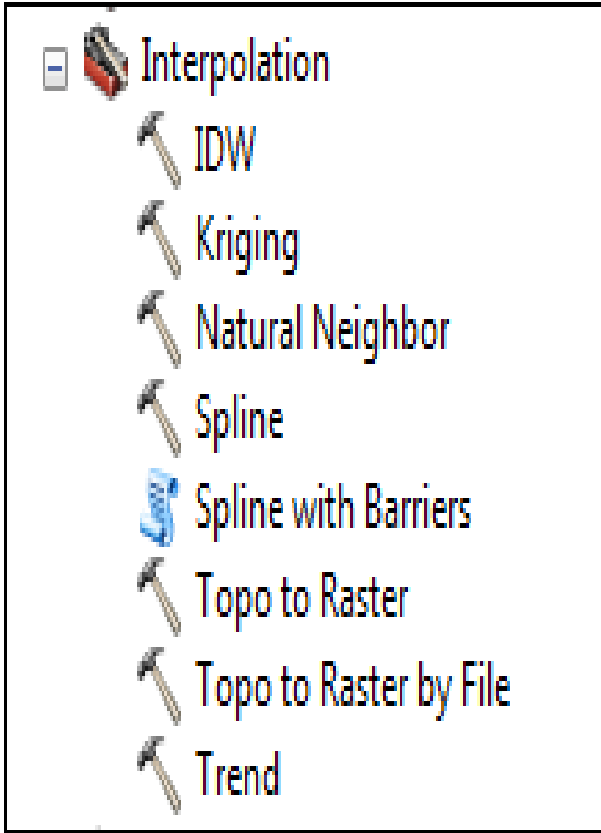 Interpolation
IDW
Kriging
Natural Neighbor
Spline
Spline with Barriers
Topo to Raster
Topo to Raster by File
Trend